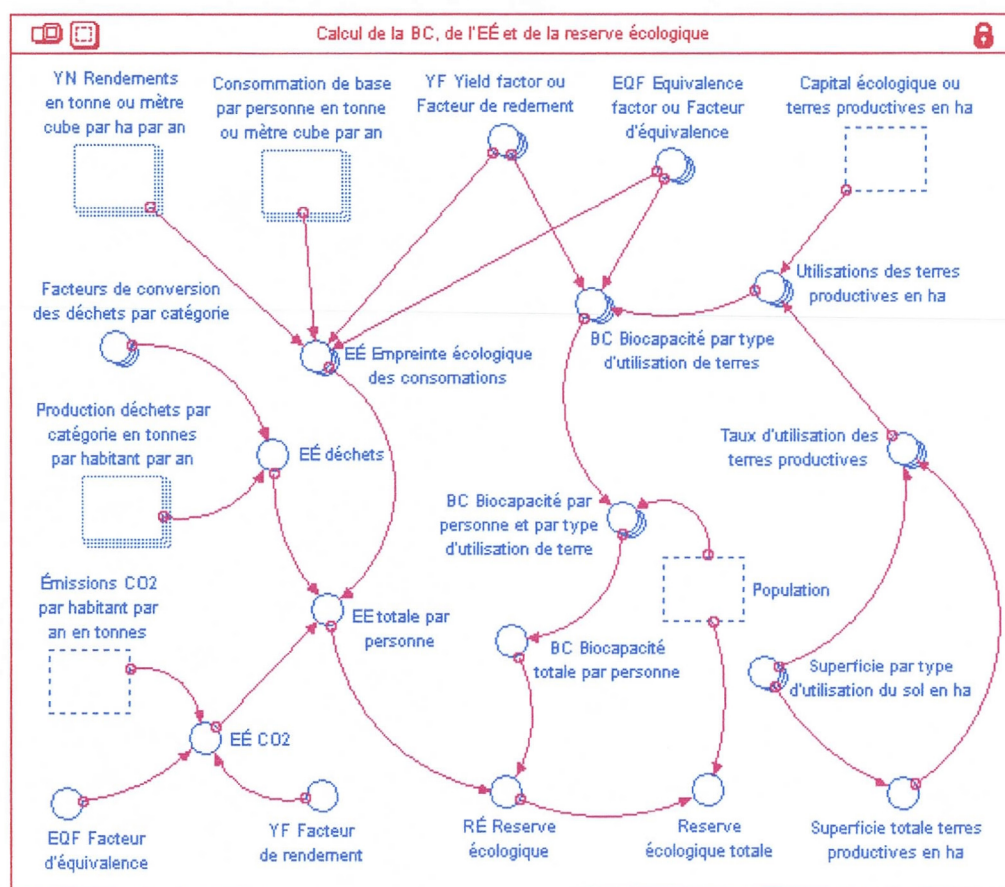 Calcul de la BC, de l'EÉ et de la reserve écologique
YN Rendements
en tonne ou mètre
cube par ha par an
Consommation de base
par personne en tonne
ou mètre cube par an
YF Yield factor ou
Facteur de redement
EQF Equivalence
factor ou Facteur
d'équivalence
Capital écologique ou
terres productives en ha
Facteurs de conversion
des déchets par catégorie
EÉ Empreinte écologique
des consomations
BC Biocapacité par type
d'utilisation de terres
Utilisations des terres
productives en ha
Production déchets par
catégorie en tonnes
par habitant par an
EÉ déchets
BC Biocapacité par
personne et par type
d'utilisation de terre
Taux d'utilisation des
terres productives
Émissions CO2
par habitant par
an en tonnes
EE totale par
personne
BC Biocapacité
totale par personne
Population
Superficie par type
d'utilisation du sol en ha
EÉ CO2
EQF Facteur
d'équivalence
YF Facteur
de rendement
RÉ Reserve
écologique
Reserve
écologique totale
Superficie totale terres
productives en ha